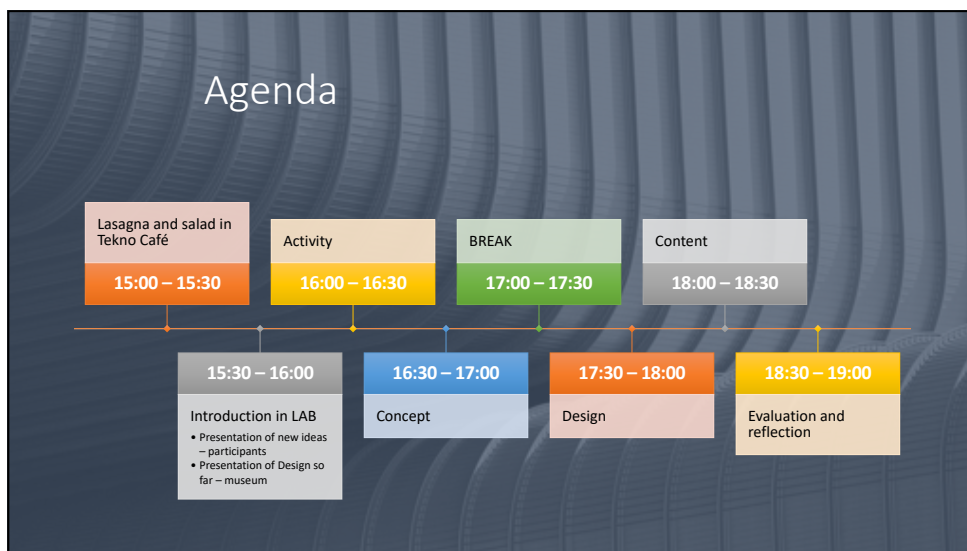 Agenda
Lasagna and salad in
Tekno Café
15:00 – 15:30
15:30 – 16:00
Introduction in LAB
• Presentation of new ideas
– participants
• Presentation of Design so
far – museum
Activity
16:00 – 16:30
16:30 – 17:00
Concept
BREAK
17:00 – 17:30
17:30 – 18:00
Design
Content
18:00 – 18:30
18:30 – 19:00
Evaluation and
reflection